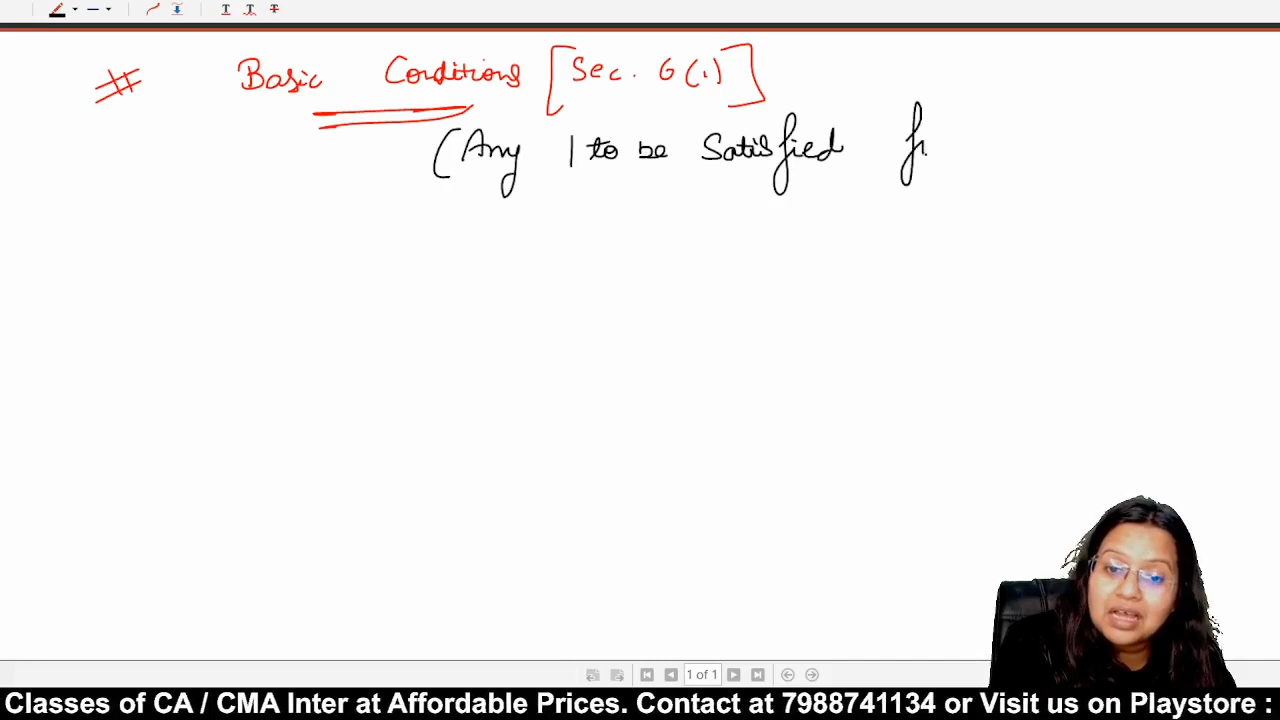 # Basic Conditions [Sec. 6(1)]
(Any 1 to be Satisfied
1 of 1
Classes of CA / CMA Inter at Affordable Prices. Contact at 7988741134 or Visit us on Playstore :